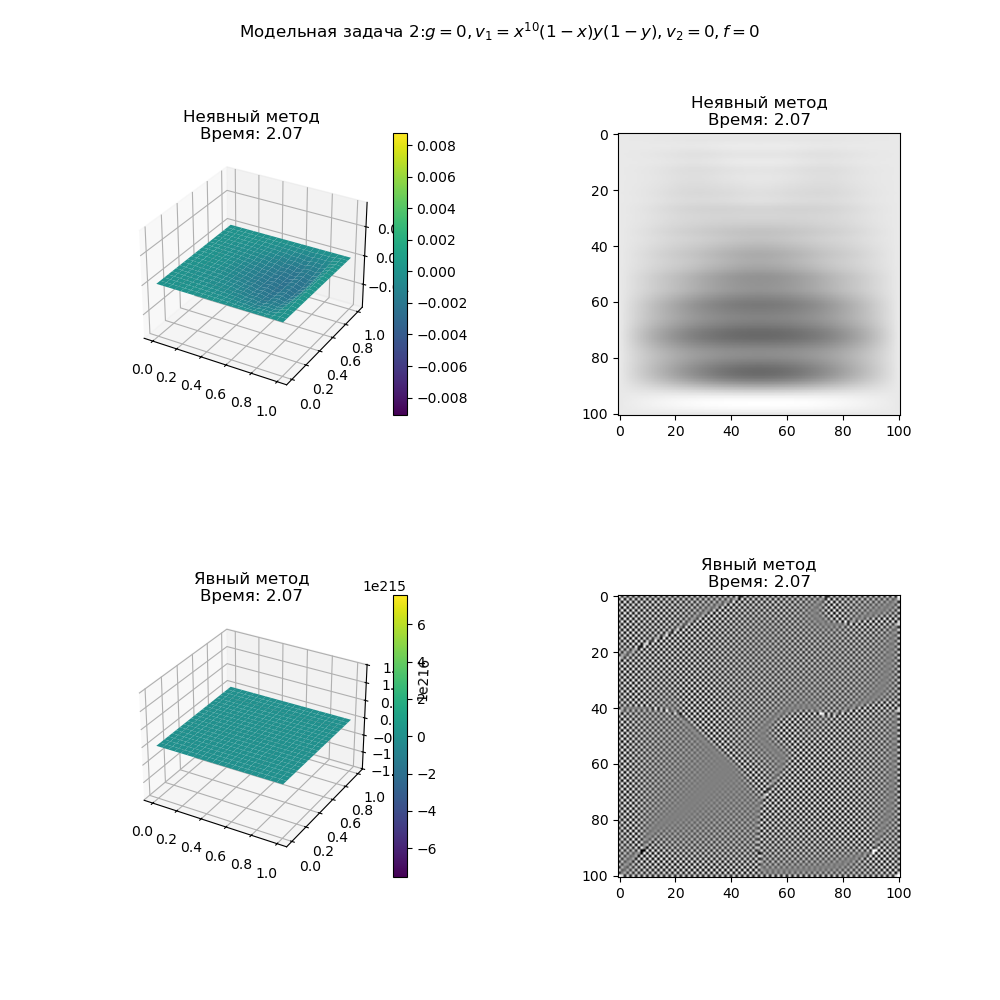 Модельная задача 2:g = 0, v₁ = x¹⁰(1 − x)y(1 − y), v₂ = 0, f = 0
Неявный метод
Время: 2.07
0.008
0.006
0.004
0.002
0.000
−0.002
−0.004
−0.006
−0.008
0.0 0.2 0.4 0.6 0.8 1.0
0.0 0.2 0.4 0.6 0.8 1.0
Неявный метод
Время: 2.07
0
20
40
60
80
100
0 20 40 60 80 100
Явный метод
Время: 2.07
1e215
6
4
2
0
−2
−4
−6
1e216
0.0 0.2 0.4 0.6 0.8 1.0
0.0 0.2 0.4 0.6 0.8 1.0
Явный метод
Время: 2.07
0
20
40
60
80
100
0 20 40 60 80 100